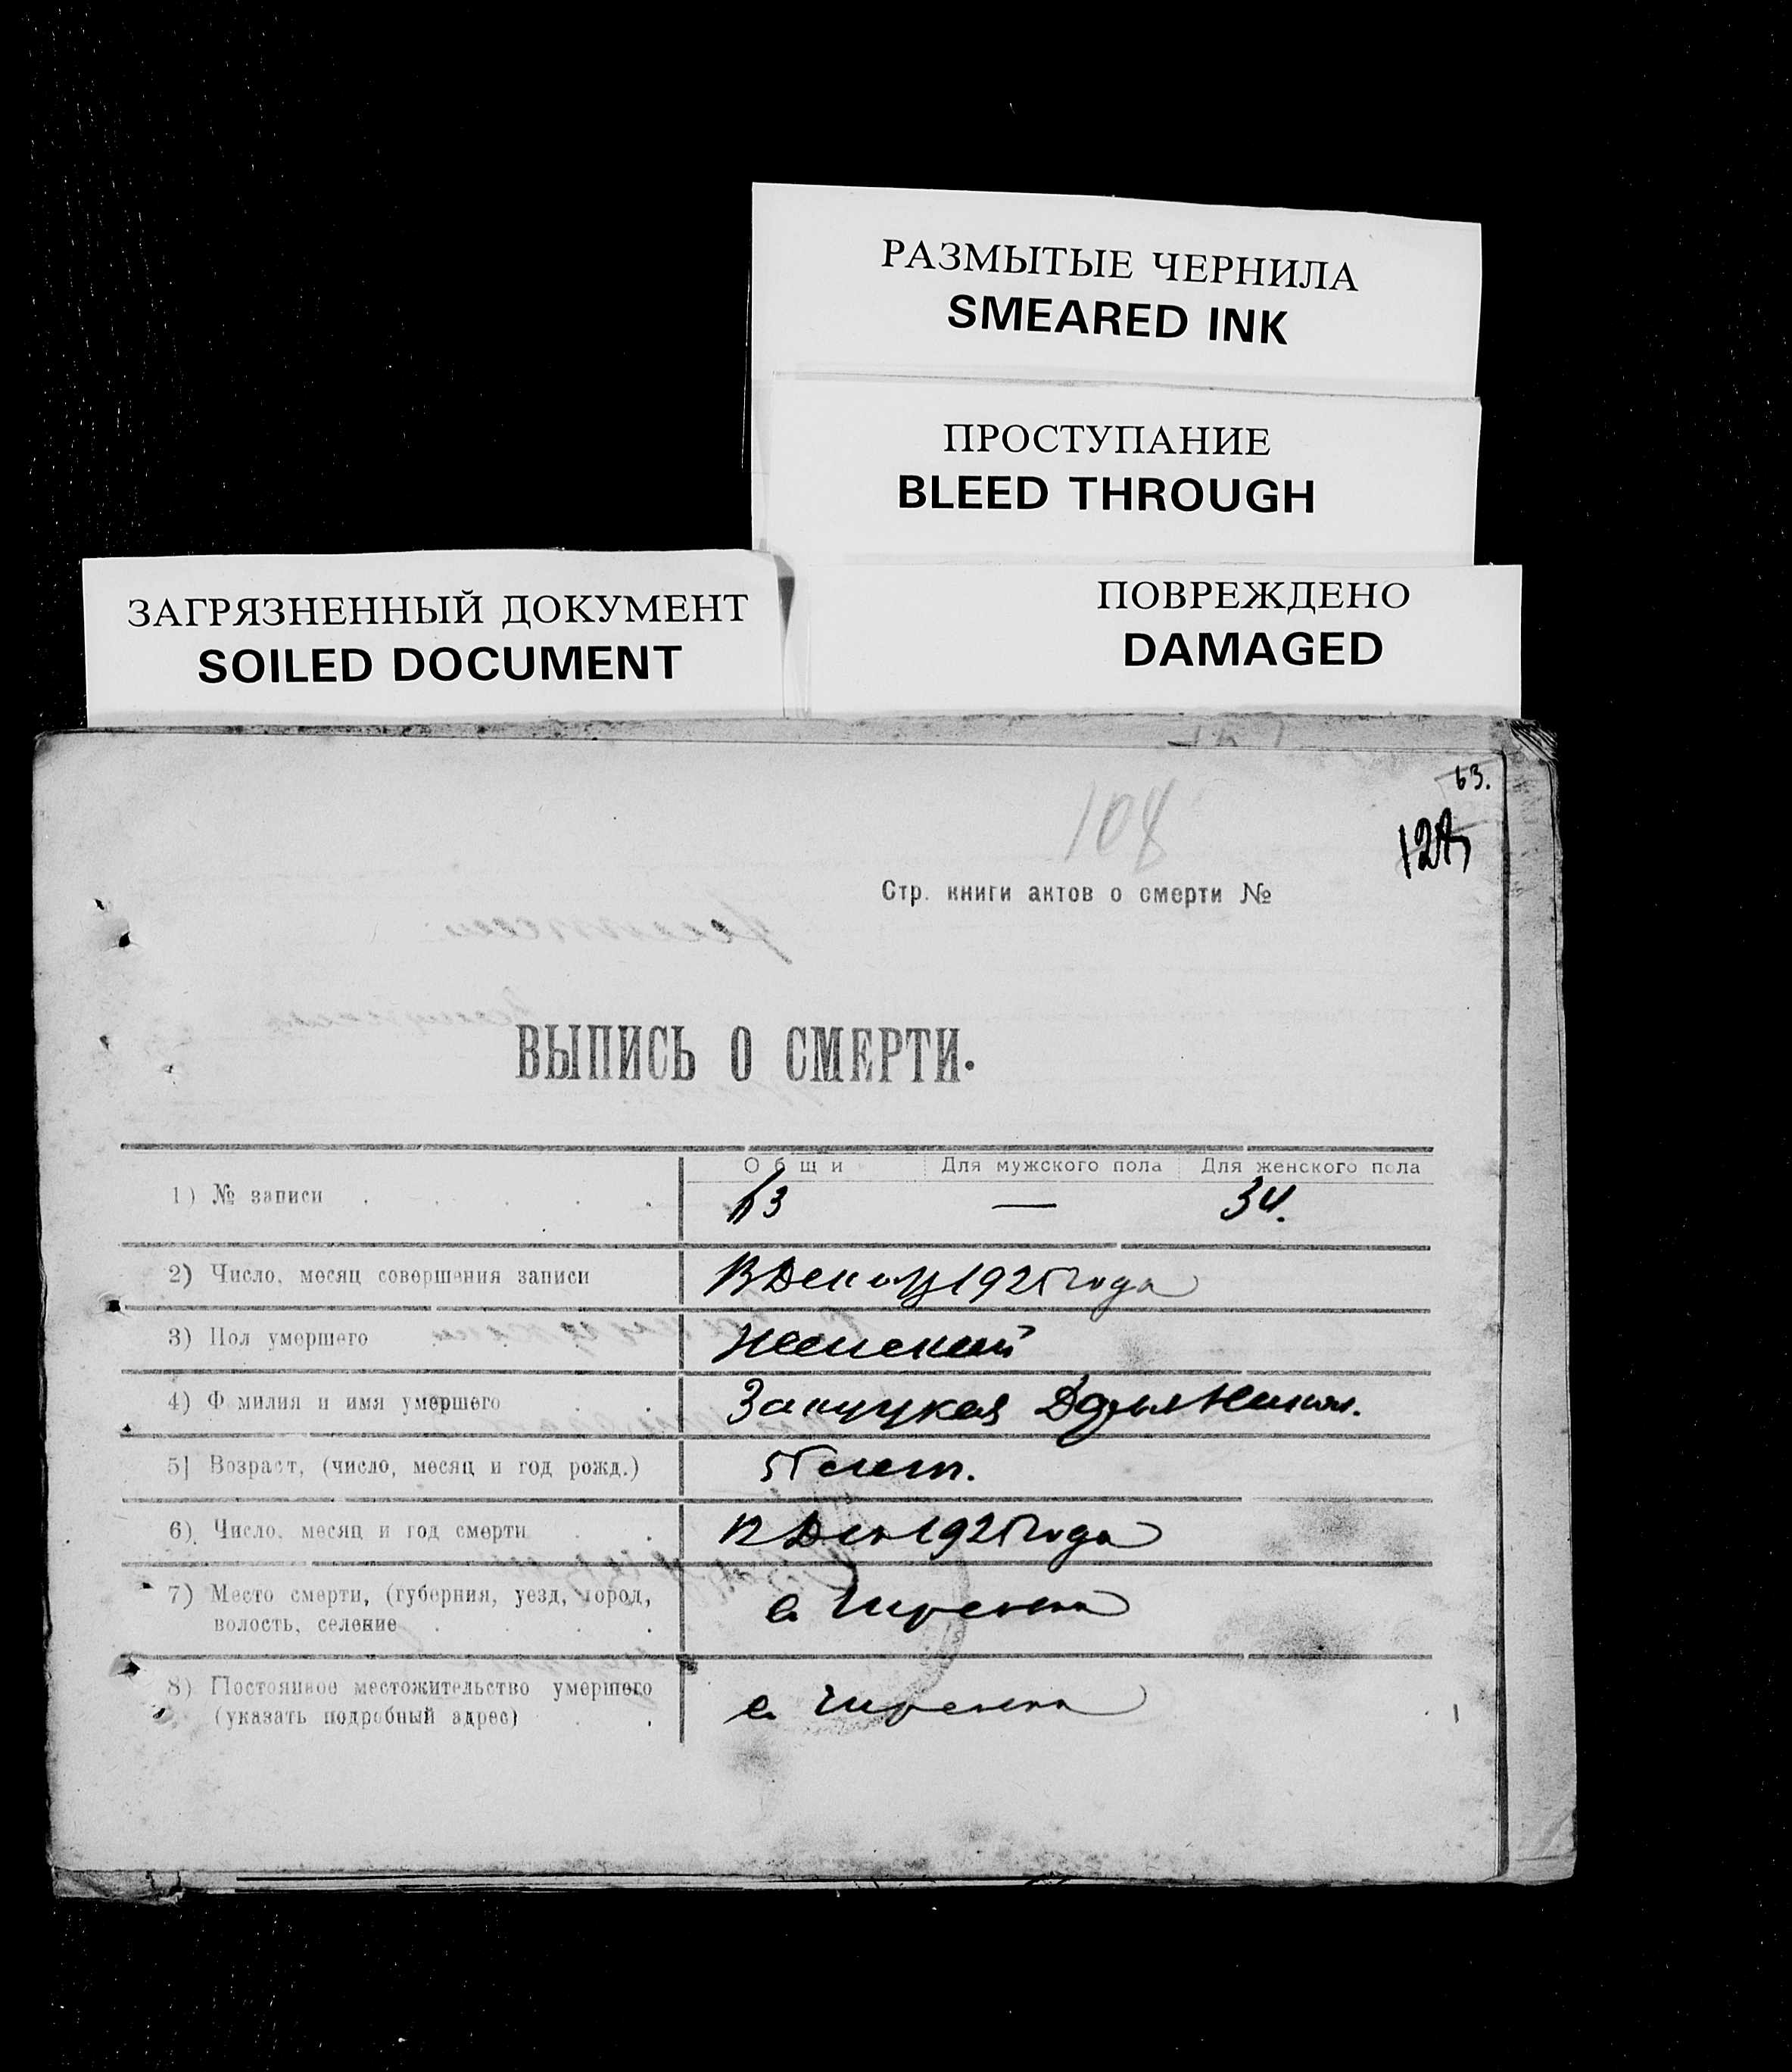 РАЗМЫТЫЕ ЧЕРНИЛА
SMEARED INK
ПРОСТУПАНИЕ
BLEED THROUGH
ЗАГРЯЗНЕННЫЙ ДОКУМЕНТ
SOILED DOCUMENT
ПОВРЕЖДЕНО
DAMAGED
63.
108
Стр. книги актов о смерти №
ВЫПИСЬ О СМЕРТИ.
Общи Для мужского пола Для женского пола
1) № записи 63 — 34.
2) Число, месяц совершения записи 1925 года
3) Пол умершего Женский
4) Ф милия и имя умершего
5] Возраст, (число, месяц и год рожд.) 55 лет.
6) Число, месяц и год смерти 12 Дек 1925 года
7) Место смерти, (губерния, уезд, город,
волость, селение с.
8) Постоянное местожительство умершего
(указать подробный адрес) с.